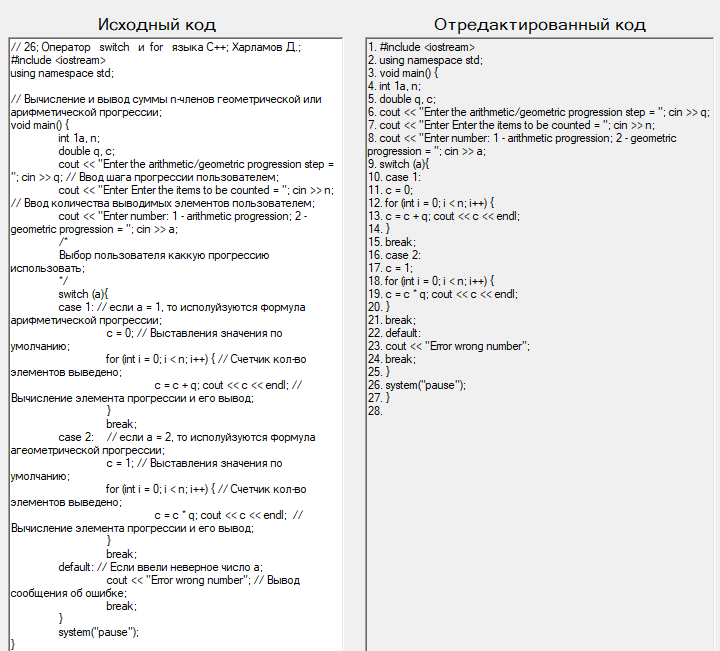 Исходный код
// 26; Оператор switch и for языка C++; Харламов Д.;
#include <iostream>
using namespace std;
// Вычисление и вывод суммы n-членов геометрической или
арифметической прогрессии;
void main() {
int 1a, n;
double q, c;
cout << "Enter the arithmetic/geometric progression step =
"; cin >> q; // Ввод шага прогрессии пользователем;
cout << "Enter Enter the items to be counted = "; cin >> n;
// Ввод количества выводимых элементов пользователем;
cout << "Enter number: 1 - arithmetic progression; 2 -
geometric progression = "; cin >> a;
/*
Выбор пользователя каккую прогрессию
использовать;
*/
switch (a){
case 1: // если a = 1, то исполуйзуются формула
арифметической прогрессии;
c = 0; // Выставления значения по
умолчанию;
for (int i = 0; i < n; i++) { // Счетчик кол-во
элементов выведено;
c = c + q; cout << c << endl; //
Вычисление элемента прогрессии и его вывод;
}
break;
case 2: // если a = 2, то исполуйзуются формула
агеометрической прогрессии;
c = 1; // Выставления значения по
умолчанию;
for (int i = 0; i < n; i++) { // Счетчик кол-во
элементов выведено;
c = c * q; cout << c << endl; //
Вычисление элемента прогрессии и его вывод;
}
break;
default: // Если ввели неверное число a;
cout << "Error wrong number"; // Вывод
сообщения об ошибке;
break;
}
system("pause");
}
Отредактированный код
1. #include <iostream>
2. using namespace std;
3. void main() {
4. int 1a, n;
5. double q, c;
6. cout << "Enter the arithmetic/geometric progression step = "; cin >> q;
7. cout << "Enter Enter the items to be counted = "; cin >> n;
8. cout << "Enter number: 1 - arithmetic progression; 2 - geometric
progression = "; cin >> a;
9. switch (a){
10. case 1:
11. c = 0;
12. for (int i = 0; i < n; i++) {
13. c = c + q; cout << c << endl;
14. }
15. break;
16. case 2:
17. c = 1;
18. for (int i = 0; i < n; i++) {
19. c = c * q; cout << c << endl;
20. }
21. break;
22. default:
23. cout << "Error wrong number";
24. break;
25. }
26. system("pause");
27. }
28.